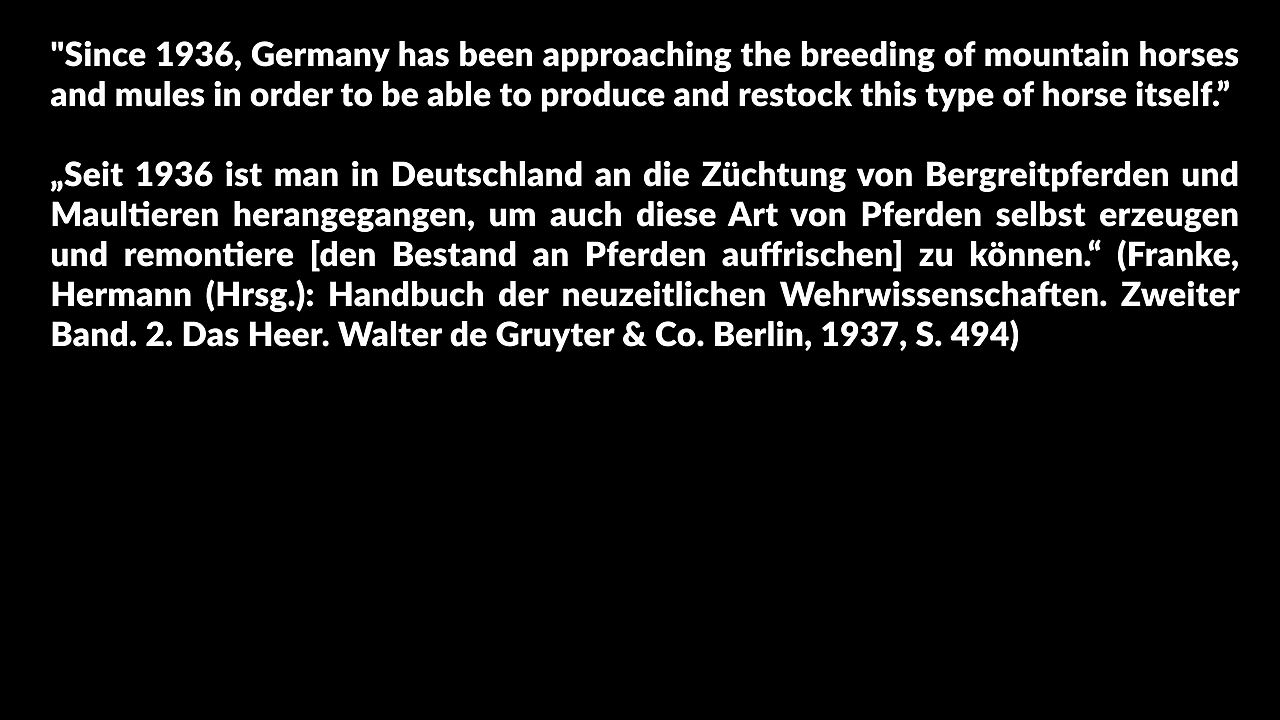 "Since 1936, Germany has been approaching the breeding of mountain horses
and mules in order to be able to produce and restock this type of horse itself.”
„Seit 1936 ist man in Deutschland an die Züchtung von Bergreitpferden und
Maultieren herangegangen, um auch diese Art von Pferden selbst erzeugen
und remontiere [den Bestand an Pferden auffrischen] zu können.“ (Franke,
Hermann (Hrsg.): Handbuch der neuzeitlichen Wehrwissenschaften. Zweiter
Band. 2. Das Heer. Walter de Gruyter & Co. Berlin, 1937, S. 494)